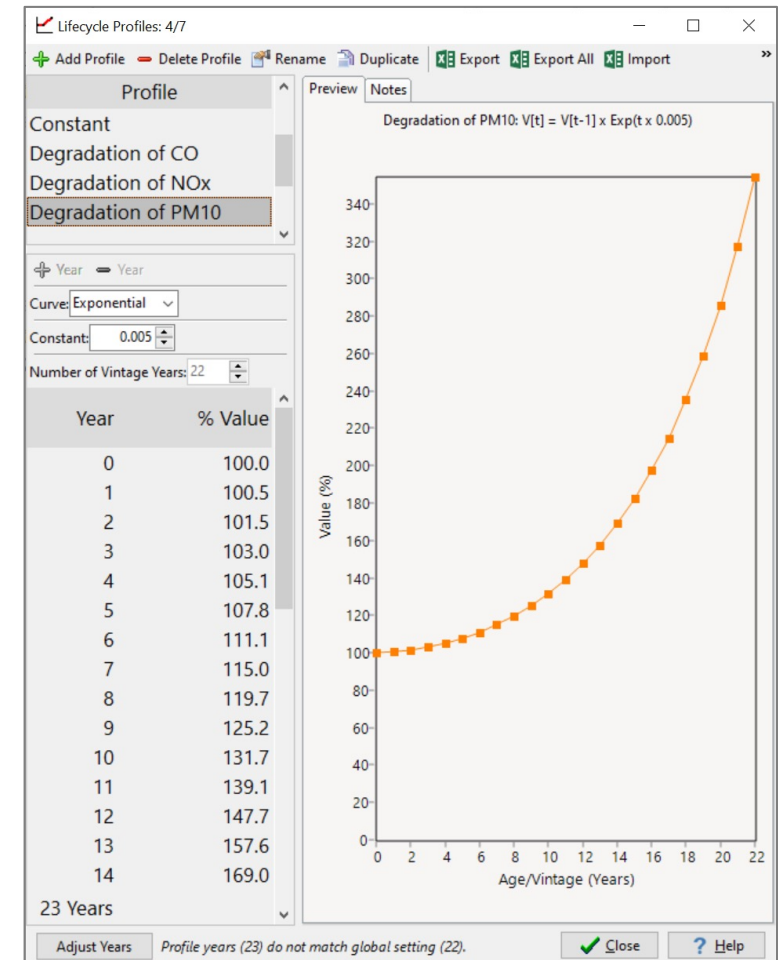 Lifecycle Profiles: 4/7
Add Profile Delete Profile Rename Duplicate Export Export All Import »
Profile
Constant
Degradation of CO
Degradation of NOx
Degradation of PM10
Year Year
Curve: Exponential
Constant: 0.005
Number of Vintage Years: 22
Year % Value
0 100.0
1 100.5
2 101.5
3 103.0
4 105.1
5 107.8
6 111.1
7 115.0
8 119.7
9 125.2
10 131.7
11 139.1
12 147.7
13 157.6
14 169.0
23 Years
Preview Notes
Degradation of PM10: V[t] = V[t-1] x Exp(t x 0.005)
Value (%)
340
320
300
280
260
240
220
200
180
160
140
120
100
80
60
40
20
0
0 2 4 6 8 10 12 14 16 18 20 22
Age/Vintage (Years)
Adjust Years Profile years (23) do not match global setting (22). Close Help